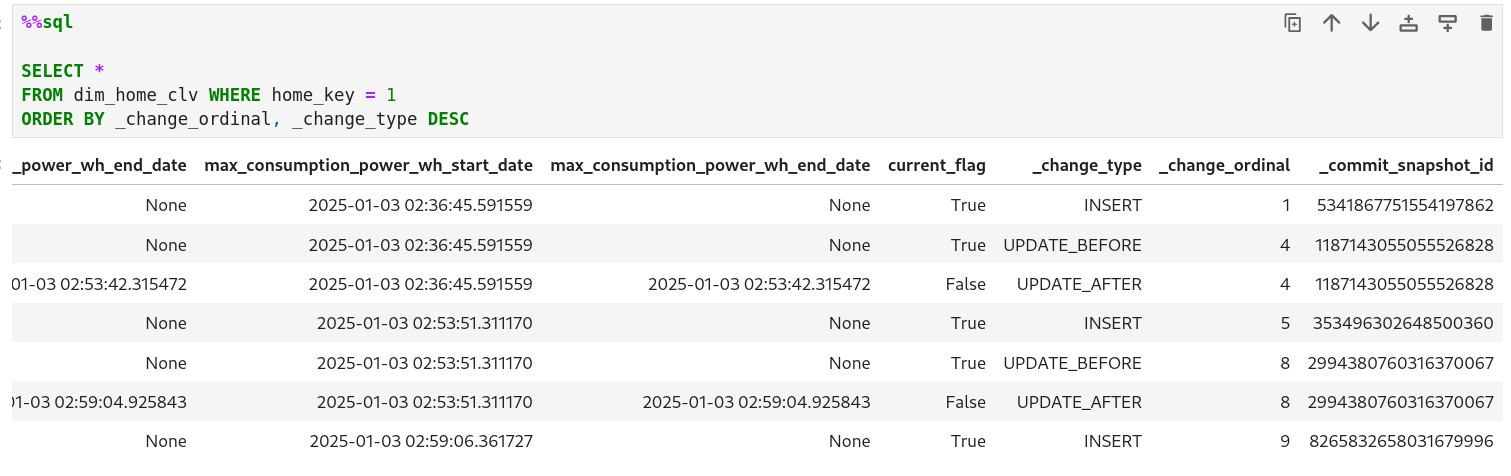 %%sql
SELECT *
FROM dim_home_clv WHERE home_key = 1
ORDER BY _change_ordinal, _change_type DESC
_power_wh_end_date max_consumption_power_wh_start_date max_consumption_power_wh_end_date current_flag _change_type _change_ordinal _commit_snapshot_id
None 2025-01-03 02:36:45.591559 None True INSERT 1 5341867751554197862
None 2025-01-03 02:36:45.591559 None True UPDATE_BEFORE 4 1187143055055526828
01-03 02:53:42.315472 2025-01-03 02:36:45.591559 2025-01-03 02:53:42.315472 False UPDATE_AFTER 4 1187143055055526828
None 2025-01-03 02:53:51.311170 None True INSERT 5 353496302648500360
None 2025-01-03 02:53:51.311170 None True UPDATE_BEFORE 8 2994380760316370067
01-03 02:59:04.925843 2025-01-03 02:53:51.311170 2025-01-03 02:59:04.925843 False UPDATE_AFTER 8 2994380760316370067
None 2025-01-03 02:59:06.361727 None True INSERT 9 8265832658031679996